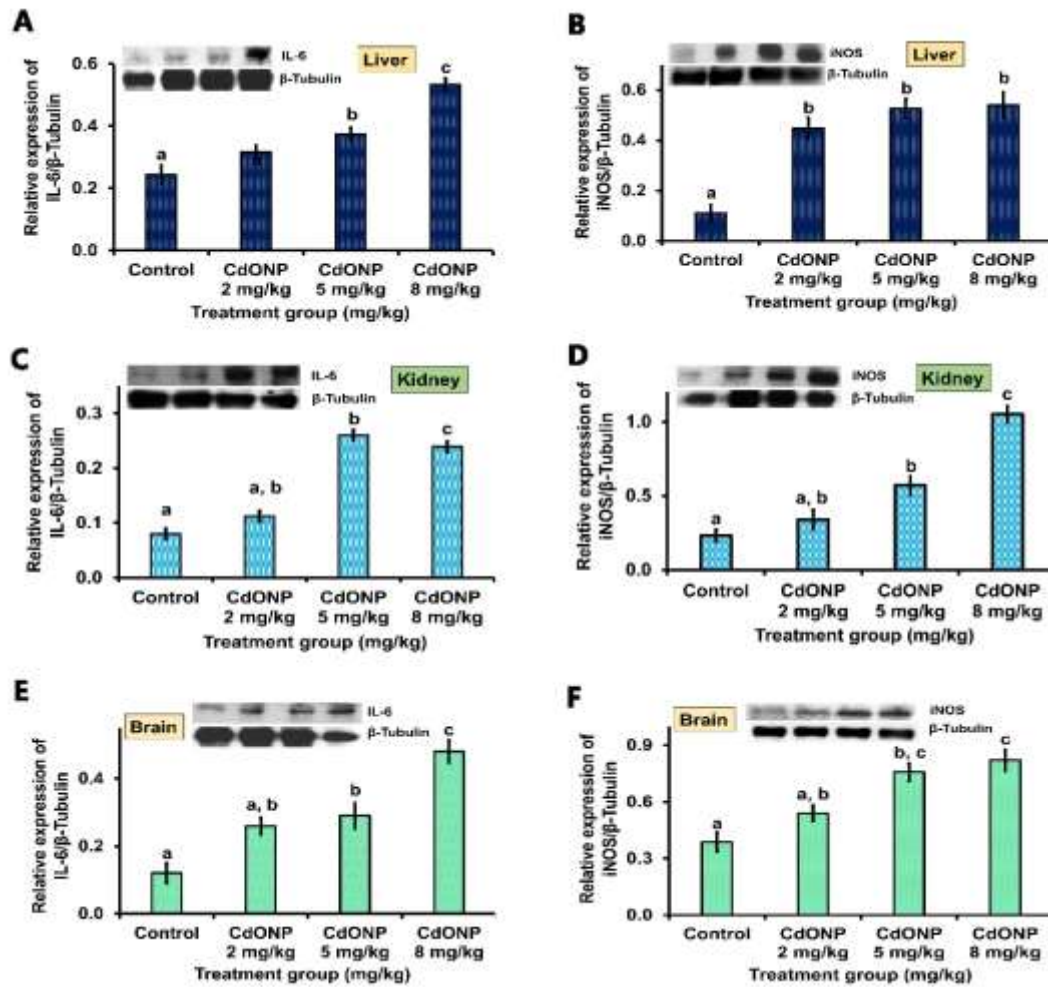 A
IL-6
β-Tubulin
Liver
Relative expression of
IL-6/β-Tubulin
0.6
0.4
0.2
0.0
a
b
c
Control
CdONP
2 mg/kg
CdONP
5 mg/kg
CdONP
8 mg/kg
Treatment group (mg/kg)
B
iNOS
β-Tubulin
Liver
Relative expression of
iNOS/β-Tubulin
0.6
0.4
0.2
0.0
a
b
b
b
Control
CdONP
2 mg/kg
CdONP
5 mg/kg
CdONP
8 mg/kg
Treatment group (mg/kg)
C
IL-6
β-Tubulin
Kidney
Relative expression of
IL-6/β-Tubulin
0.3
0.2
0.1
0.0
a
a, b
b
c
Control
CdONP
2 mg/kg
CdONP
5 mg/kg
CdONP
8 mg/kg
Treatment group (mg/kg)
D
iNOS
β-Tubulin
Kidney
Relative expression of
iNOS/β-Tubulin
1.0
0.5
0.0
a
a, b
b
c
Control
CdONP
2 mg/kg
CdONP
5 mg/kg
CdONP
8 mg/kg
Treatment group (mg/kg)
E
Brain
IL-6
β-Tubulin
Relative expression of
IL-6/β-Tubulin
0.4
0.2
0.0
a
a, b
b
c
Control
CdONP
2 mg/kg
CdONP
5 mg/kg
CdONP
8 mg/kg
Treatment group (mg/kg)
F
Brain
iNOS
β-Tubulin
Relative expression of
iNOS/β-Tubulin
0.9
0.6
0.3
0.0
a
a, b
b, c
c
Control
CdONP
2 mg/kg
CdONP
5 mg/kg
CdONP
8 mg/kg
Treatment group (mg/kg)